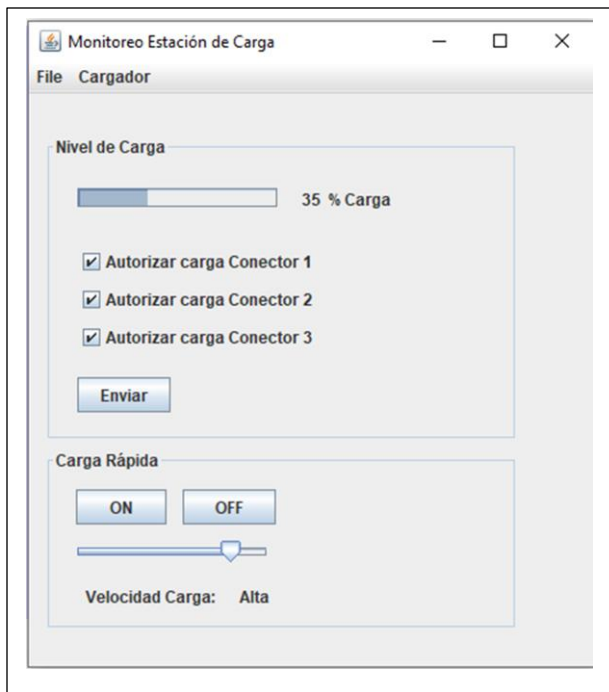 Monitoreo Estación de Carga
File Cargador
Nivel de Carga
35 % Carga
Autorizar carga Conector 1
Autorizar carga Conector 2
Autorizar carga Conector 3
Enviar
Carga Rápida
ON OFF
Velocidad Carga: Alta